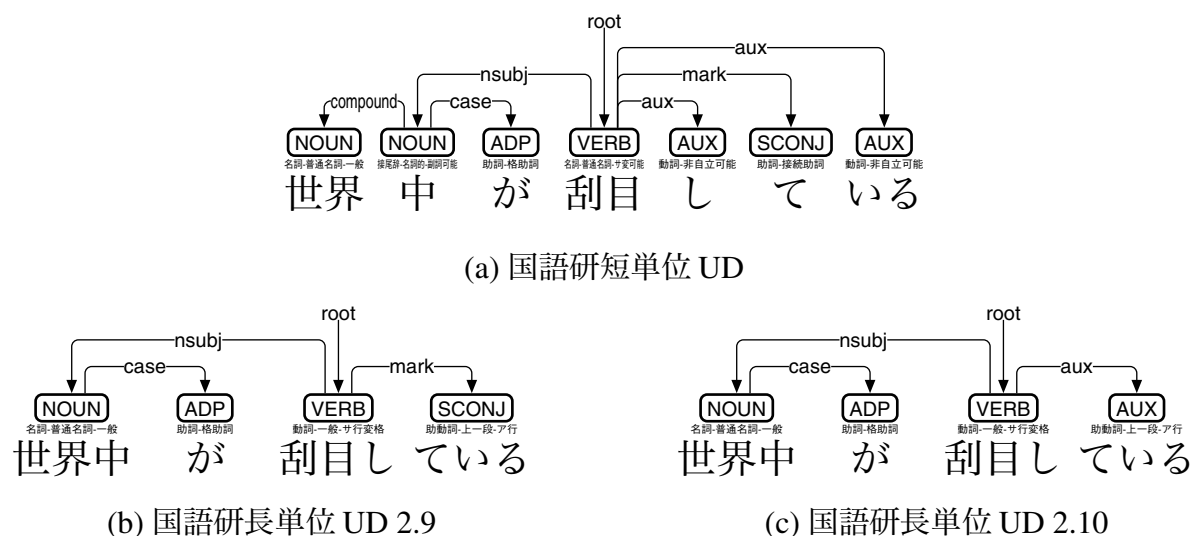 root
aux
nsubj mark
compound case aux
NOUN NOUN ADP VERB AUX SCONJ AUX
名詞-普通名詞-一般 接尾辞-名詞的-副詞可能 助詞-格助詞 名詞-普通名詞-サ変可能 動詞-非自立可能 助詞-接続助詞 動詞-非自立可能
世界 中 が 刮目 し て いる
(a) 国語研短単位 UD
root
nsubj
case mark
NOUN ADP VERB SCONJ
名詞-普通名詞-一般 助詞-格助詞 動詞-一般-サ行変格 助動詞-上一段-ア行
世界中 が 刮目し ている
(b) 国語研長単位 UD 2.9
root
nsubj
case aux
NOUN ADP VERB AUX
名詞-普通名詞-一般 助詞-格助詞 動詞-一般-サ行変格 助動詞-上一段-ア行
世界中 が 刮目し ている
(c) 国語研長単位 UD 2.10